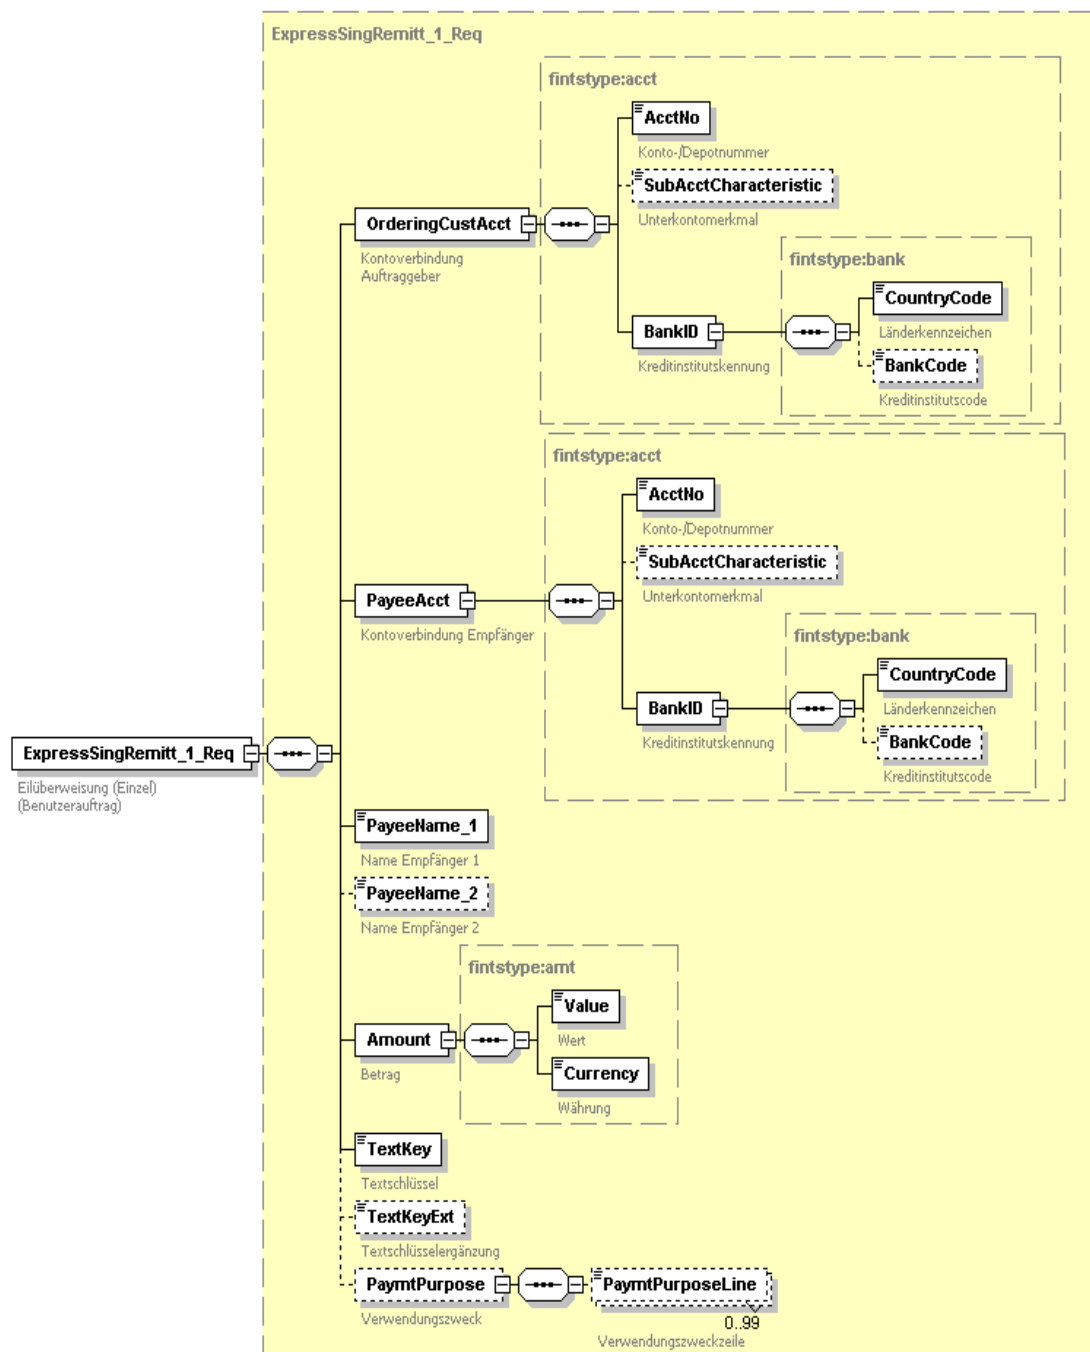 ExpressSingRemitt_1_Req
fintstype:acct
AcctNo
Konto-/Depotnummer
SubAcctCharacteristic
Unterkontomerkmal
OrderingCustAcct
Kontoverbindung
Auftraggeber
fintstype:bank
CountryCode
Länderkennzeichen
BankID
Kreditinstitutskennung
BankCode
Kreditinstitutscode
fintstype:acct
AcctNo
Konto-/Depotnummer
SubAcctCharacteristic
Unterkontomerkmal
PayeeAcct
Kontoverbindung Empfänger
fintstype:bank
CountryCode
Länderkennzeichen
BankID
Kreditinstitutskennung
BankCode
Kreditinstitutscode
ExpressSingRemitt_1_Req
Eilüberweisung (Einzel)
(Benutzerauftrag)
PayeeName_1
Name Empfänger 1
PayeeName_2
Name Empfänger 2
fintstype:amt
Value
Wert
Amount
Betrag
Currency
Währung
TextKey
Textschlüssel
TextKeyExt
Textschlüsselergänzung
PaymtPurpose
Verwendungszweck
PaymtPurposeLine
0..99
Verwendungszweckzeile